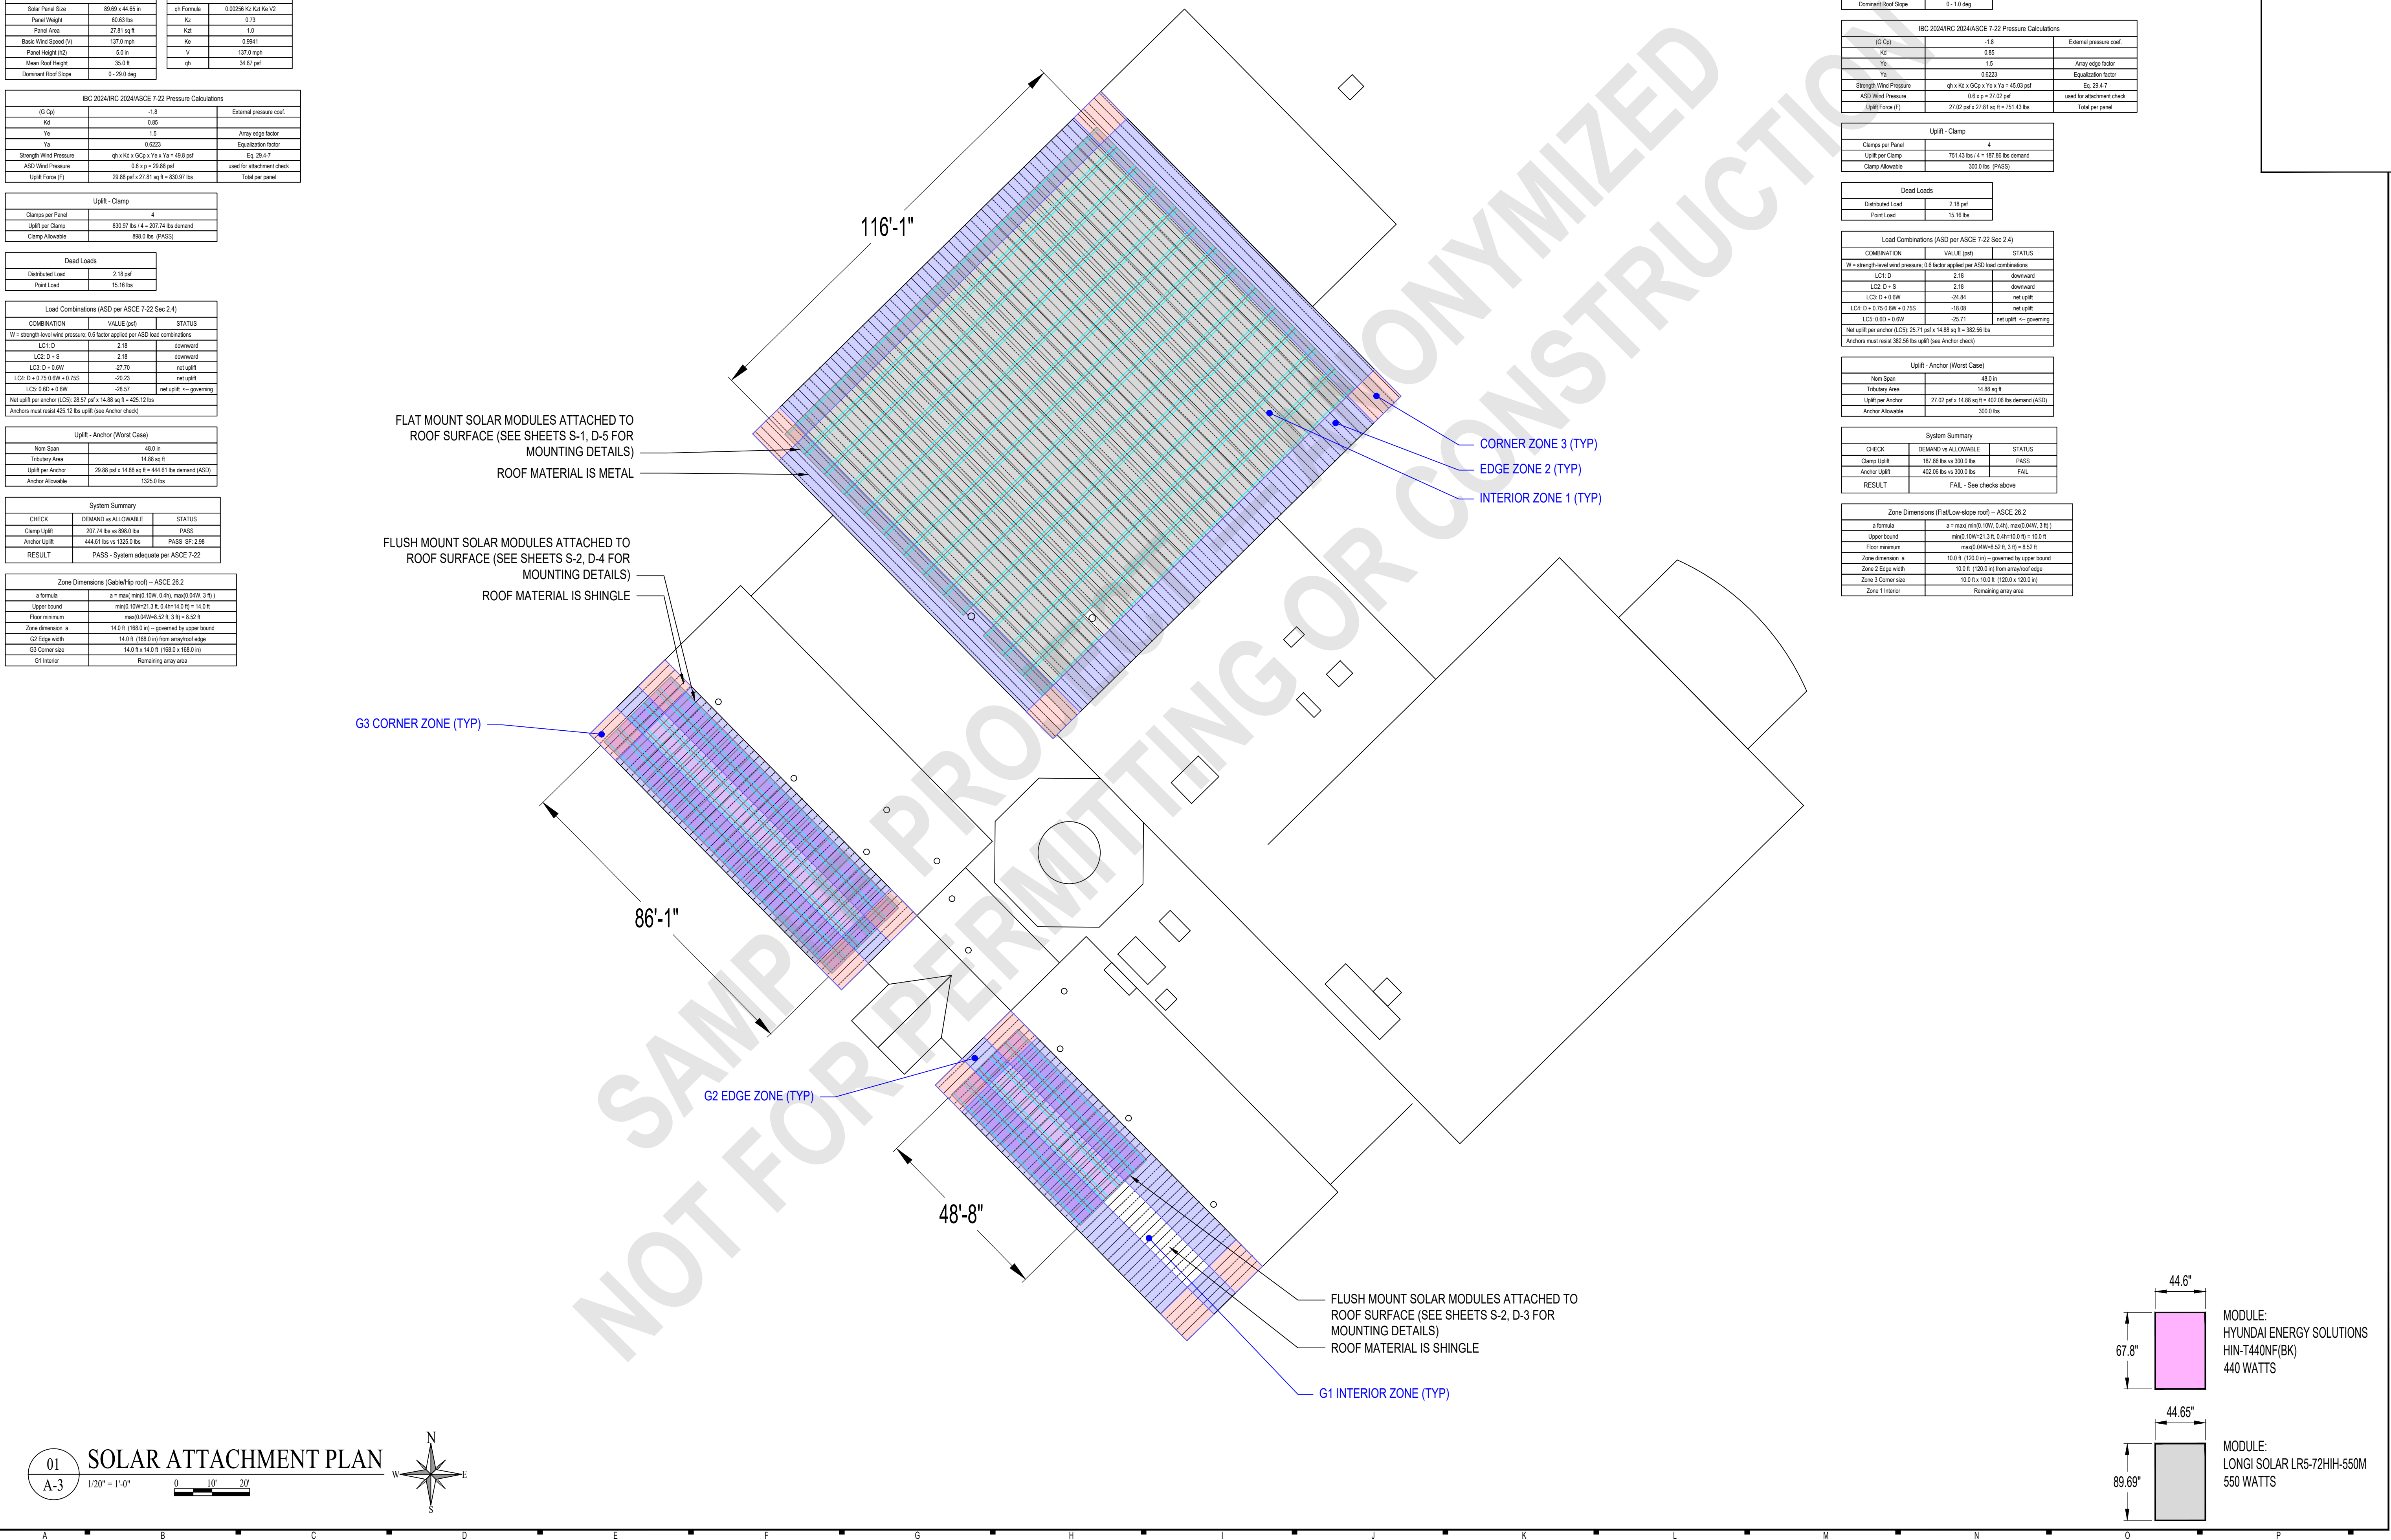 Solar Panel Size 89.69 x 44.65 in
Panel Weight 60.63 lbs
Panel Area 27.81 sq ft
Basic Wind Speed (V) 137.0 mph
Panel Height (h2) 5.0 in
Mean Roof Height 35.0 ft
Dominant Roof Slope 0 - 29.0 deg
qh Formula 0.00256 Kz Kzt Ke V2
Kz 0.73
Kzt 1.0
Ke 0.9941
V 137.0 mph
qh 34.87 psf
IBC 2024/IRC 2024/ASCE 7-22 Pressure Calculations
(G Cp) -1.8 External pressure coef.
Kd 0.85
Ye 1.5 Array edge factor
Ya 0.6223 Equalization factor
Strength Wind Pressure qh x Kd x GCp x Ye x Ya = 49.8 psf Eq. 29.4-7
ASD Wind Pressure 0.6 x p = 29.88 psf used for attachment check
Uplift Force (F) 29.88 psf x 27.81 sq ft = 830.97 lbs Total per panel
Uplift - Clamp
Clamps per Panel 4
Uplift per Clamp 830.97 lbs / 4 = 207.74 lbs demand
Clamp Allowable 898.0 lbs (PASS)
Dead Loads
Distributed Load 2.18 psf
Point Load 15.16 lbs
Load Combinations (ASD per ASCE 7-22 Sec 2.4)
COMBINATION VALUE (psf) STATUS
W = strength-level wind pressure; 0.6 factor applied per ASD load combinations
LC1: D 2.18 downward
LC2: D + S 2.18 downward
LC3: D + 0.6W -27.70 net uplift
LC4: D + 0.75·0.6W + 0.75S -20.23 net uplift
LC5: 0.6D + 0.6W -28.57 net uplift <-- governing
Net uplift per anchor (LC5): 28.57 psf x 14.88 sq ft = 425.12 lbs
Anchors must resist 425.12 lbs uplift (see Anchor check)
Uplift - Anchor (Worst Case)
Nom Span 48.0 in
Tributary Area 14.88 sq ft
Uplift per Anchor 29.88 psf x 14.88 sq ft = 444.61 lbs demand (ASD)
Anchor Allowable 1325.0 lbs
System Summary
CHECK DEMAND vs ALLOWABLE STATUS
Clamp Uplift 207.74 lbs vs 898.0 lbs PASS
Anchor Uplift 444.61 lbs vs 1325.0 lbs PASS SF: 2.98
RESULT PASS - System adequate per ASCE 7-22
Zone Dimensions (Gable/Hip roof) -- ASCE 26.2
a formula a = max( min(0.10W, 0.4h), max(0.04W, 3 ft) )
Upper bound min(0.10W=21.3 ft, 0.4h=14.0 ft) = 14.0 ft
Floor minimum max(0.04W=8.52 ft, 3 ft) = 8.52 ft
Zone dimension a 14.0 ft (168.0 in) -- governed by upper bound
G2 Edge width 14.0 ft (168.0 in) from array/roof edge
G3 Corner size 14.0 ft x 14.0 ft (168.0 x 168.0 in)
G1 Interior Remaining array area
116'-1"
FLAT MOUNT SOLAR MODULES ATTACHED TO
ROOF SURFACE (SEE SHEETS S-1, D-5 FOR
MOUNTING DETAILS)
ROOF MATERIAL IS METAL
FLUSH MOUNT SOLAR MODULES ATTACHED TO
ROOF SURFACE (SEE SHEETS S-2, D-4 FOR
MOUNTING DETAILS)
ROOF MATERIAL IS SHINGLE
CORNER ZONE 3 (TYP)
EDGE ZONE 2 (TYP)
INTERIOR ZONE 1 (TYP)
G3 CORNER ZONE (TYP)
86'-1"
G2 EDGE ZONE (TYP)
48'-8"
FLUSH MOUNT SOLAR MODULES ATTACHED TO
ROOF SURFACE (SEE SHEETS S-2, D-3 FOR
MOUNTING DETAILS)
ROOF MATERIAL IS SHINGLE
G1 INTERIOR ZONE (TYP)
Dominant Roof Slope 0 - 1.0 deg
IBC 2024/IRC 2024/ASCE 7-22 Pressure Calculations
(G Cp) -1.8 External pressure coef.
Kd 0.85
Ye 1.5 Array edge factor
Ya 0.6223 Equalization factor
Strength Wind Pressure qh x Kd x GCp x Ye x Ya = 45.03 psf Eq. 29.4-7
ASD Wind Pressure 0.6 x p = 27.02 psf used for attachment check
Uplift Force (F) 27.02 psf x 27.81 sq ft = 751.43 lbs Total per panel
Uplift - Clamp
Clamps per Panel 4
Uplift per Clamp 751.43 lbs / 4 = 187.86 lbs demand
Clamp Allowable 300.0 lbs (PASS)
Dead Loads
Distributed Load 2.18 psf
Point Load 15.16 lbs
Load Combinations (ASD per ASCE 7-22 Sec 2.4)
COMBINATION VALUE (psf) STATUS
W = strength-level wind pressure; 0.6 factor applied per ASD load combinations
LC1: D 2.18 downward
LC2: D + S 2.18 downward
LC3: D + 0.6W -24.84 net uplift
LC4: D + 0.75·0.6W + 0.75S -18.08 net uplift
LC5: 0.6D + 0.6W -25.71 net uplift <-- governing
Net uplift per anchor (LC5): 25.71 psf x 14.88 sq ft = 382.56 lbs
Anchors must resist 382.56 lbs uplift (see Anchor check)
Uplift - Anchor (Worst Case)
Nom Span 48.0 in
Tributary Area 14.88 sq ft
Uplift per Anchor 27.02 psf x 14.88 sq ft = 402.06 lbs demand (ASD)
Anchor Allowable 300.0 lbs
System Summary
CHECK DEMAND vs ALLOWABLE STATUS
Clamp Uplift 187.86 lbs vs 300.0 lbs PASS
Anchor Uplift 402.06 lbs vs 300.0 lbs FAIL
RESULT FAIL - See checks above
Zone Dimensions (Flat/Low-slope roof) -- ASCE 26.2
a formula a = max( min(0.10W, 0.4h), max(0.04W, 3 ft) )
Upper bound min(0.10W=21.3 ft, 0.4h=10.0 ft) = 10.0 ft
Floor minimum max(0.04W=8.52 ft, 3 ft) = 8.52 ft
Zone dimension a 10.0 ft (120.0 in) -- governed by upper bound
Zone 2 Edge width 10.0 ft (120.0 in) from array/roof edge
Zone 3 Corner size 10.0 ft x 10.0 ft (120.0 x 120.0 in)
Zone 1 Interior Remaining array area
44.6"
67.8"
MODULE:
HYUNDAI ENERGY SOLUTIONS
HIN-T440NF(BK)
440 WATTS
44.65"
89.69"
MODULE:
LONGI SOLAR LR5-72HIH-550M
550 WATTS
01
A-3
SOLAR ATTACHMENT PLAN
1/20" = 1'-0"
0 10' 20'
N
W E
S
A B C D E F G H I J K L M N O P
NOT FOR PERMITTING OR CONSTRUCTION